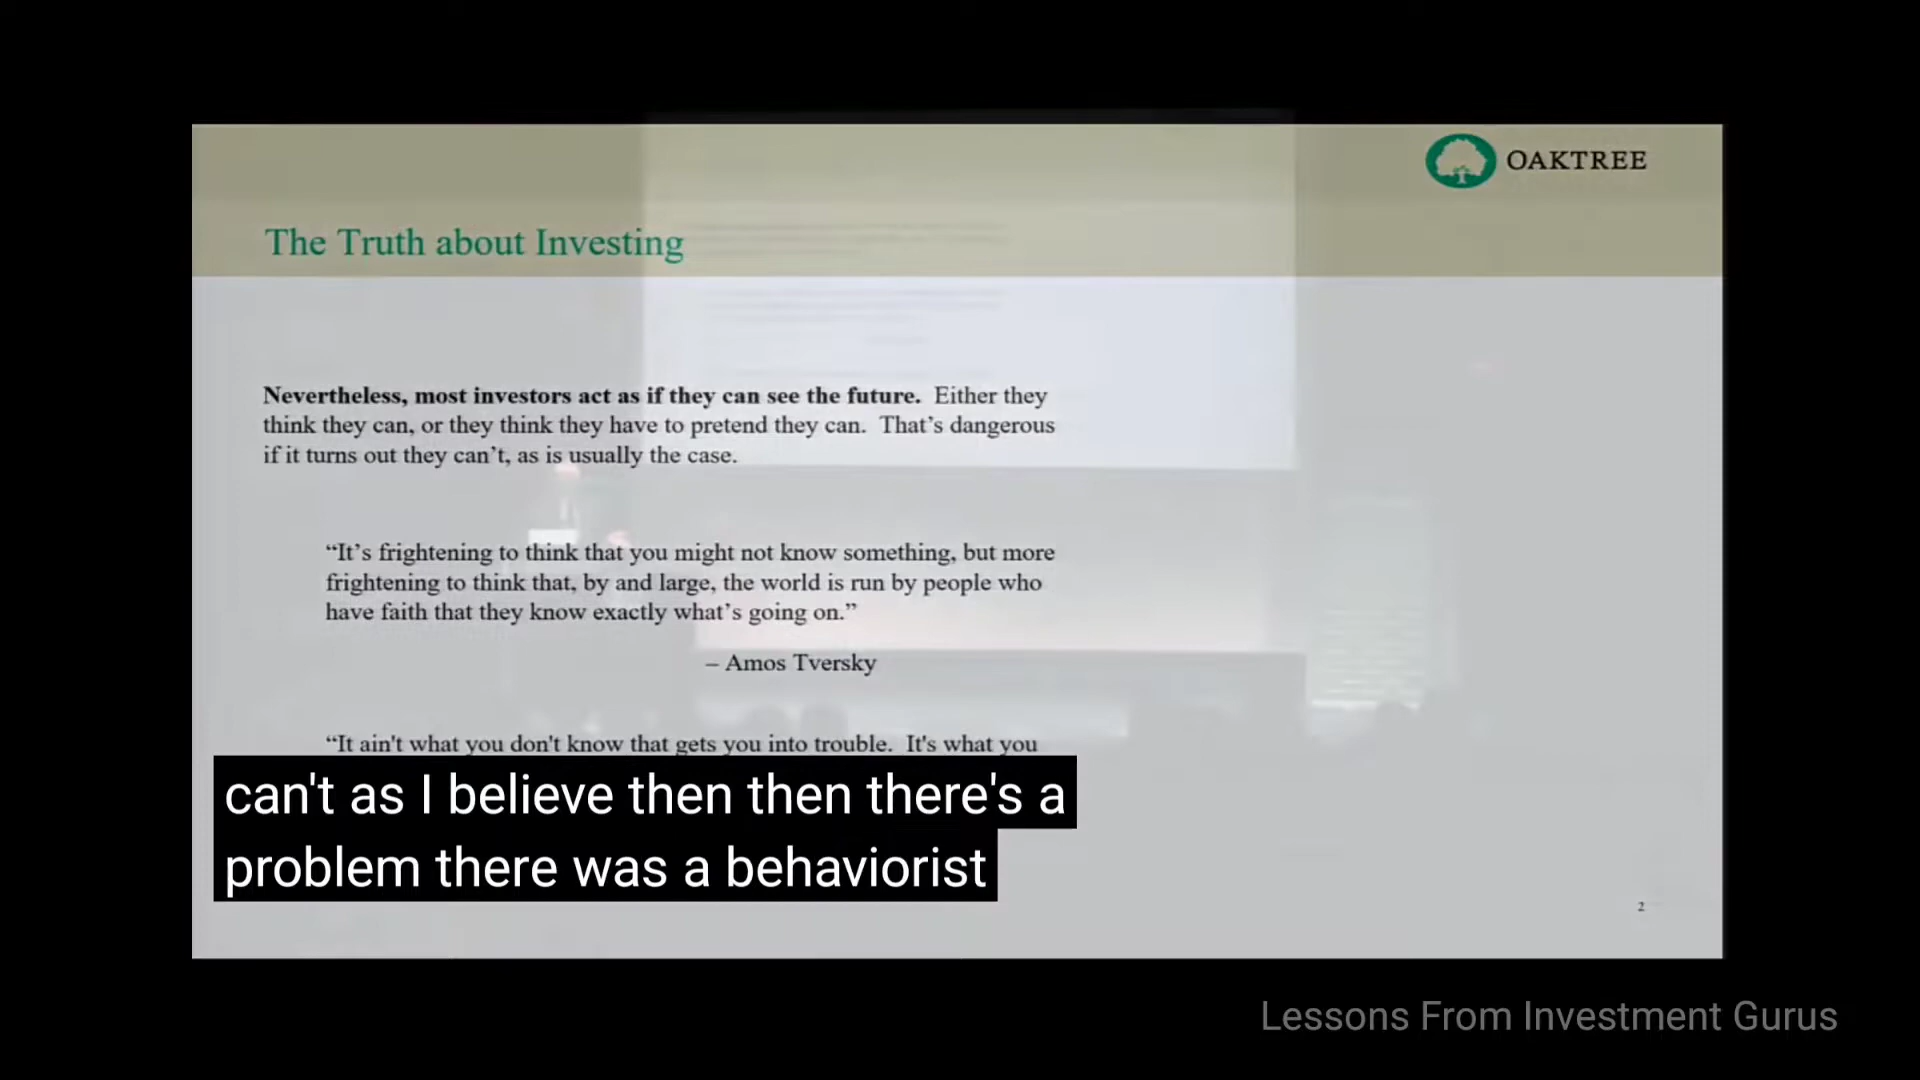 OAKTREE
The Truth about Investing
Nevertheless, most investors act as if they can see the future. Either they
think they can, or they think they have to pretend they can. That’s dangerous
if it turns out they can’t, as is usually the case.
“It’s frightening to think that you might not know something, but more
frightening to think that, by and large, the world is run by people who
have faith that they know exactly what’s going on.”
– Amos Tversky
“It ain't what you don't know that gets you into trouble. It's what you
can't as I believe then then there's a
problem there was a behaviorist
2
Lessons From Investment Gurus